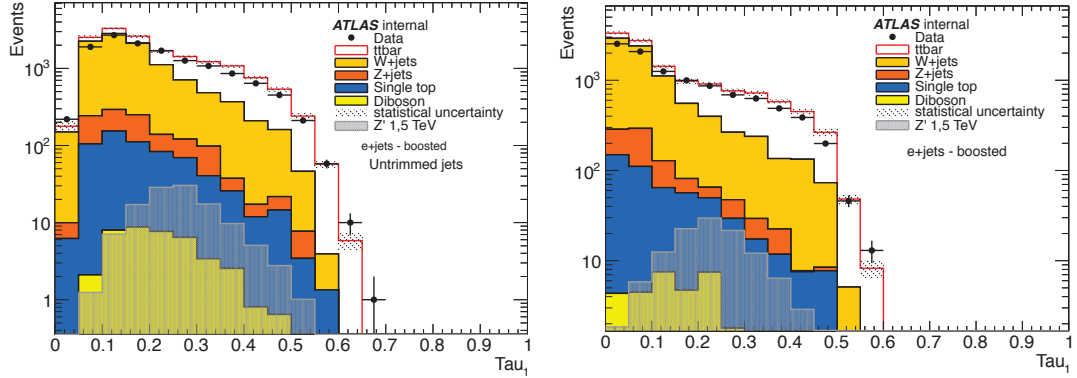 Events
ATLAS internal
Data
ttbar
W+jets
Z+jets
Single top
Diboson
statistical uncertainty
Z' 1,5 TeV
e+jets - boosted
Untrimmed jets
10³
10²
10
1
0 0.1 0.2 0.3 0.4 0.5 0.6 0.7 0.8 0.9 1
Tau₁
Events
ATLAS internal
Data
ttbar
W+jets
Z+jets
Single top
Diboson
statistical uncertainty
Z' 1,5 TeV
e+jets - boosted
10³
10²
10
0 0.1 0.2 0.3 0.4 0.5 0.6 0.7 0.8 0.9 1
Tau₁